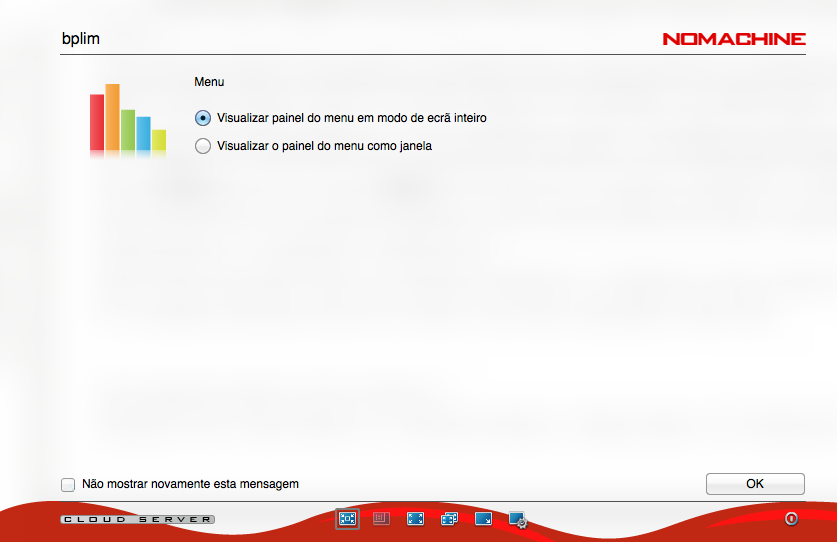 bplim
NOMACHINE
Menu
Visualizar painel do menu em modo de ecrã inteiro
Visualizar o painel do menu como janela
Não mostrar novamente esta mensagem
OK
CLOUD SERVER